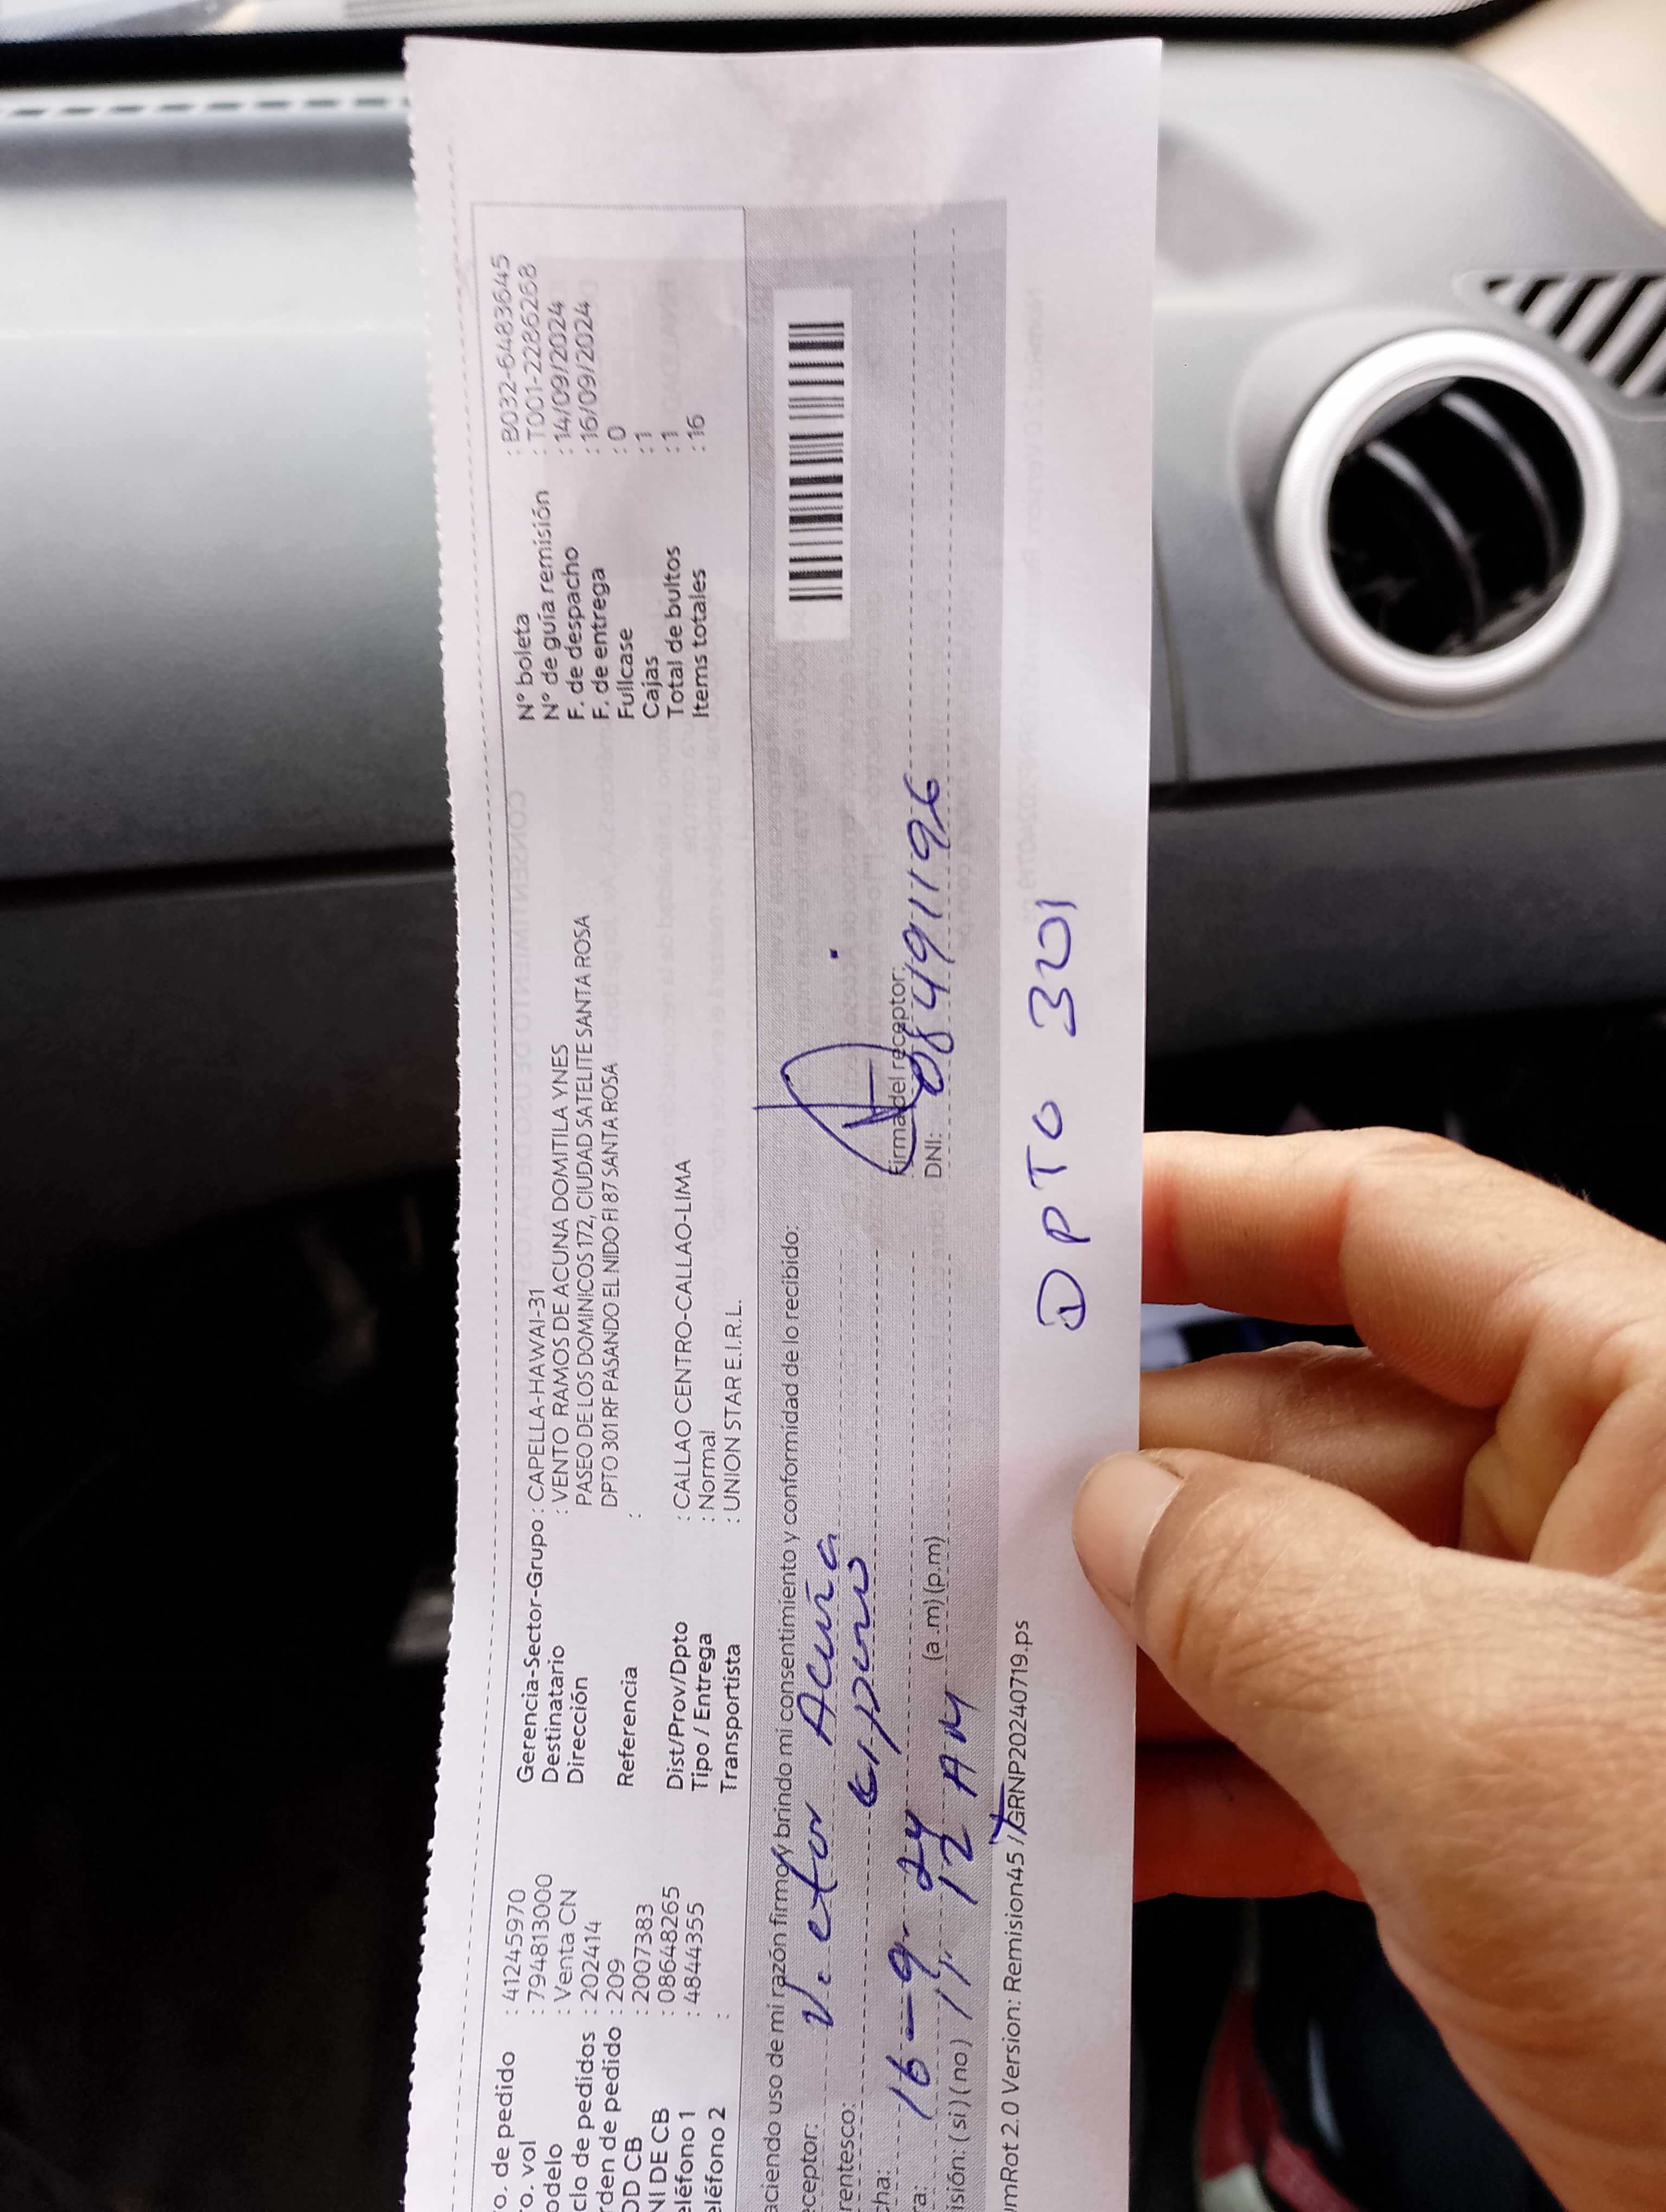 o. de pedido : 41245970
o. vol : 794813000
odelo : Venta CN
clo de pedidos : 202414
rden de pedido : 209
OD CB : 2007383
NI DE CB : 08648265
eléfono 1 : 4844355
eléfono 2 :
Gerencia-Sector-Grupo : CAPELLA-HAWAI-31
Destinatario : VENTO RAMOS DE ACUNA DOMITILA YNES
Dirección PASEO DE LOS DOMINICOS 172, CIUDAD SATELITE SANTA ROSA
DPTO 301 RF PASANDO EL NIDO FI 87 SANTA ROSA
Referencia :
Dist/Prov/Dpto : CALLAO CENTRO-CALLAO-LIMA
Tipo / Entrega : Normal
Transportista : UNION STAR E.I.R.L.
Nº boleta : B032-6483645
Nº de guía remisión : T001-2286268
F. de despacho : 14/09/2024
F. de entrega : 16/09/2024
Fullcase : 0
Cajas : 1
Total de bultos : 1
Items totales : 16
aciendo uso de mi razón firmo y brindo mi consentimiento y conformidad de lo recibido:
eceptor: Víctor Acuña
rentesco: esposo
cha: 16-9-24
ra: 12 AM (a.m) (p.m)
isión: (si) (no)
Firma del receptor:
DNI: 08491196
umRot 2.0 Version: Remision45 / GRNP20240719.ps
DPTO 301